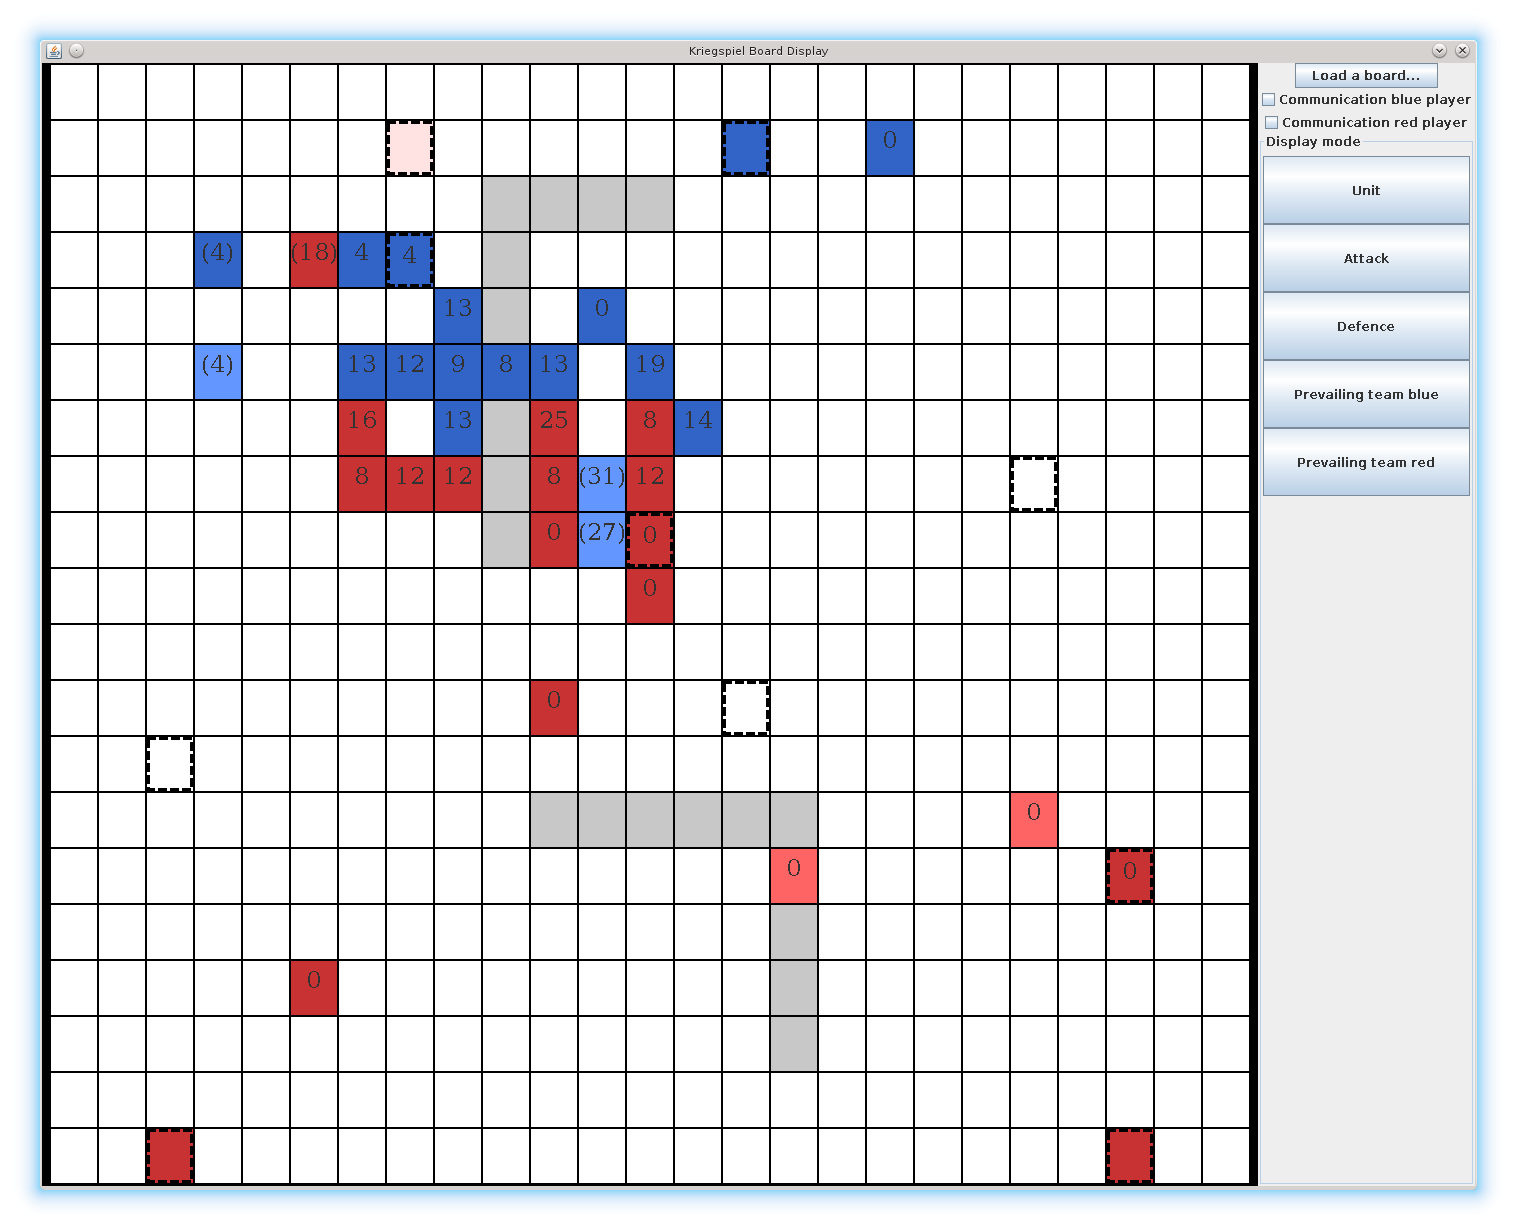 Kriegspiel Board Display
Load a board...
Communication blue player
Communication red player
Display mode
Unit
Attack
Defence
Prevailing team blue
Prevailing team red
0
(4) (18) 4 4
13 0
(4) 13 12 9 8 13 19
16 13 25 8 14
8 12 12 8 (31) 12
0 (27) 0
0
0
0
0 0
0